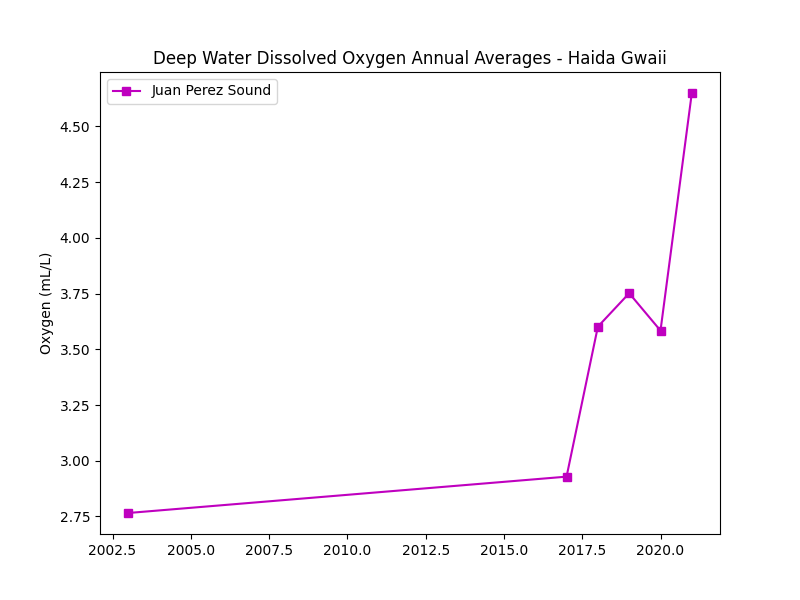 Deep Water Dissolved Oxygen Annual Averages - Haida Gwaii
Juan Perez Sound
Oxygen (mL/L)
4.50
4.25
4.00
3.75
3.50
3.25
3.00
2.75
2002.5 2005.0 2007.5 2010.0 2012.5 2015.0 2017.5 2020.0